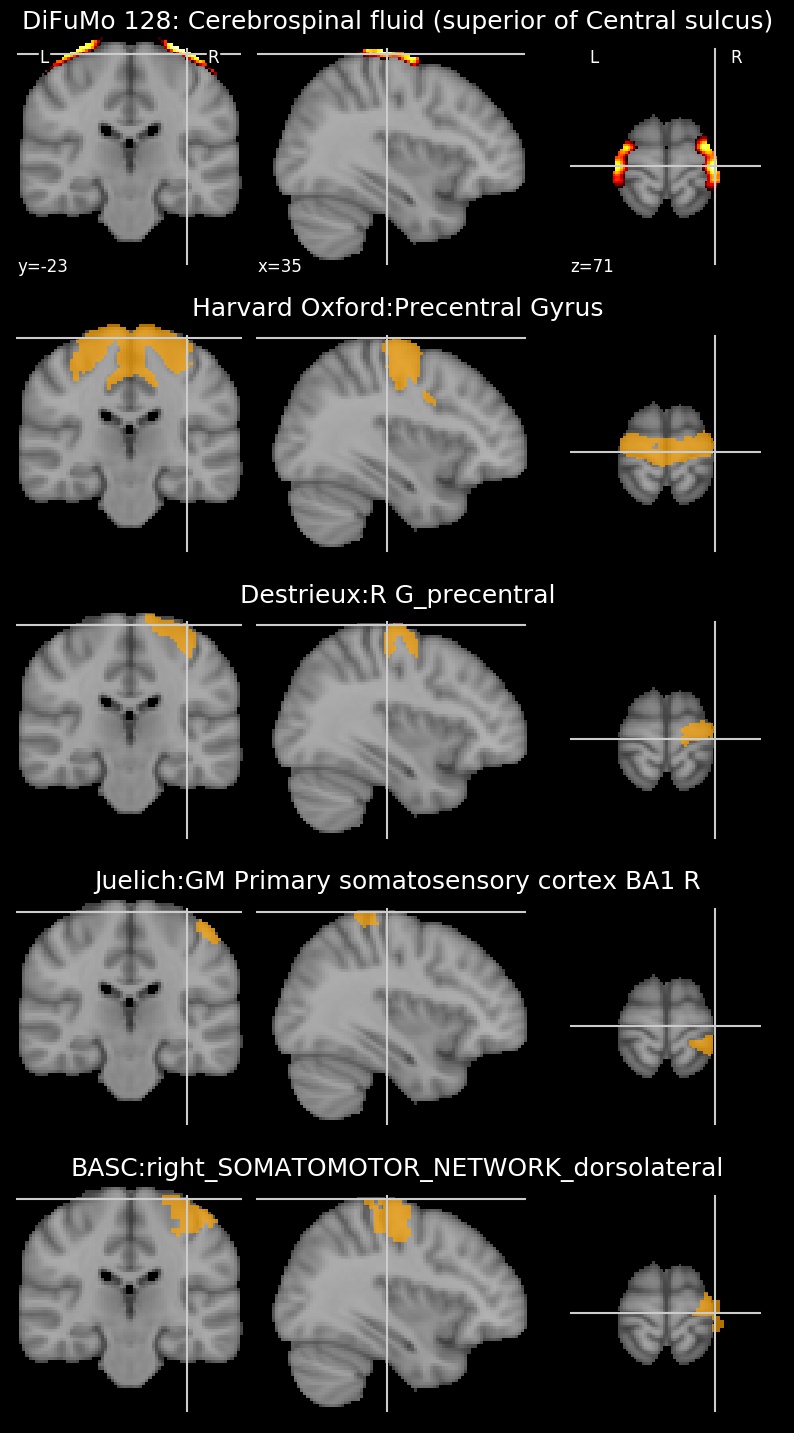 DiFuMo 128: Cerebrospinal fluid (superior of Central sulcus)
L R L R
y=-23 x=35 z=71
Harvard Oxford:Precentral Gyrus
Destrieux:R G_precentral
Juelich:GM Primary somatosensory cortex BA1 R
BASC:right_SOMATOMOTOR_NETWORK_dorsolateral